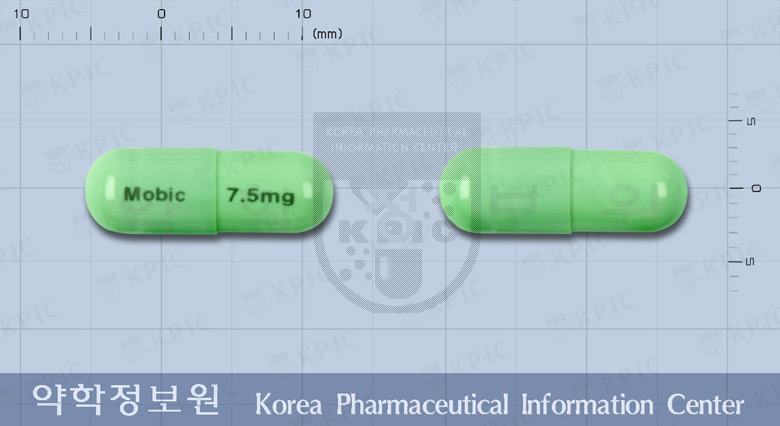 10 0 10
(mm)
KOREA PHARMACEUTICAL
INFORMATION CENTER
5
0
5
Mobic 7.5mg
KPIC
약학정보원 Korea Pharmaceutical Information Center